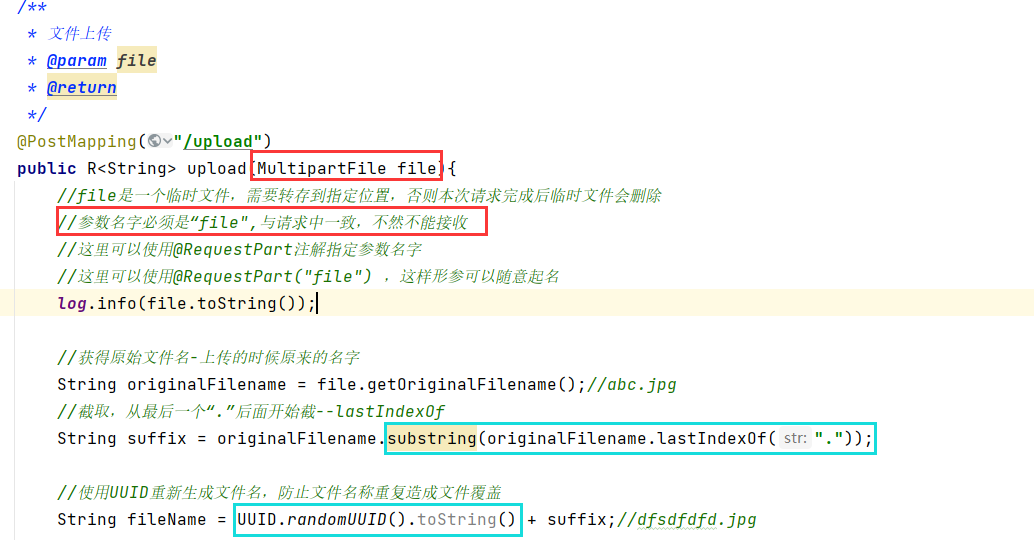 /**
* 文件上传
* @param file
* @return
*/
@PostMapping("/upload")
public R<String> upload(MultipartFile file){
//file是一个临时文件，需要转存到指定位置，否则本次请求完成后临时文件会删除
//参数名字必须是“file",与请求中一致，不然不能接收
//这里可以使用@RequestPart注解指定参数名字
//这里可以使用@RequestPart("file") ，这样形参可以随意起名
log.info(file.toString());
//获得原始文件名-上传的时候原来的名字
String originalFilename = file.getOriginalFilename();//abc.jpg
//截取，从最后一个“.”后面开始截--lastIndexOf
String suffix = originalFilename.substring(originalFilename.lastIndexOf( str: "."));
//使用UUID重新生成文件名，防止文件名称重复造成文件覆盖
String fileName = UUID.randomUUID().toString() + suffix;//dfsdfdfd.jpg